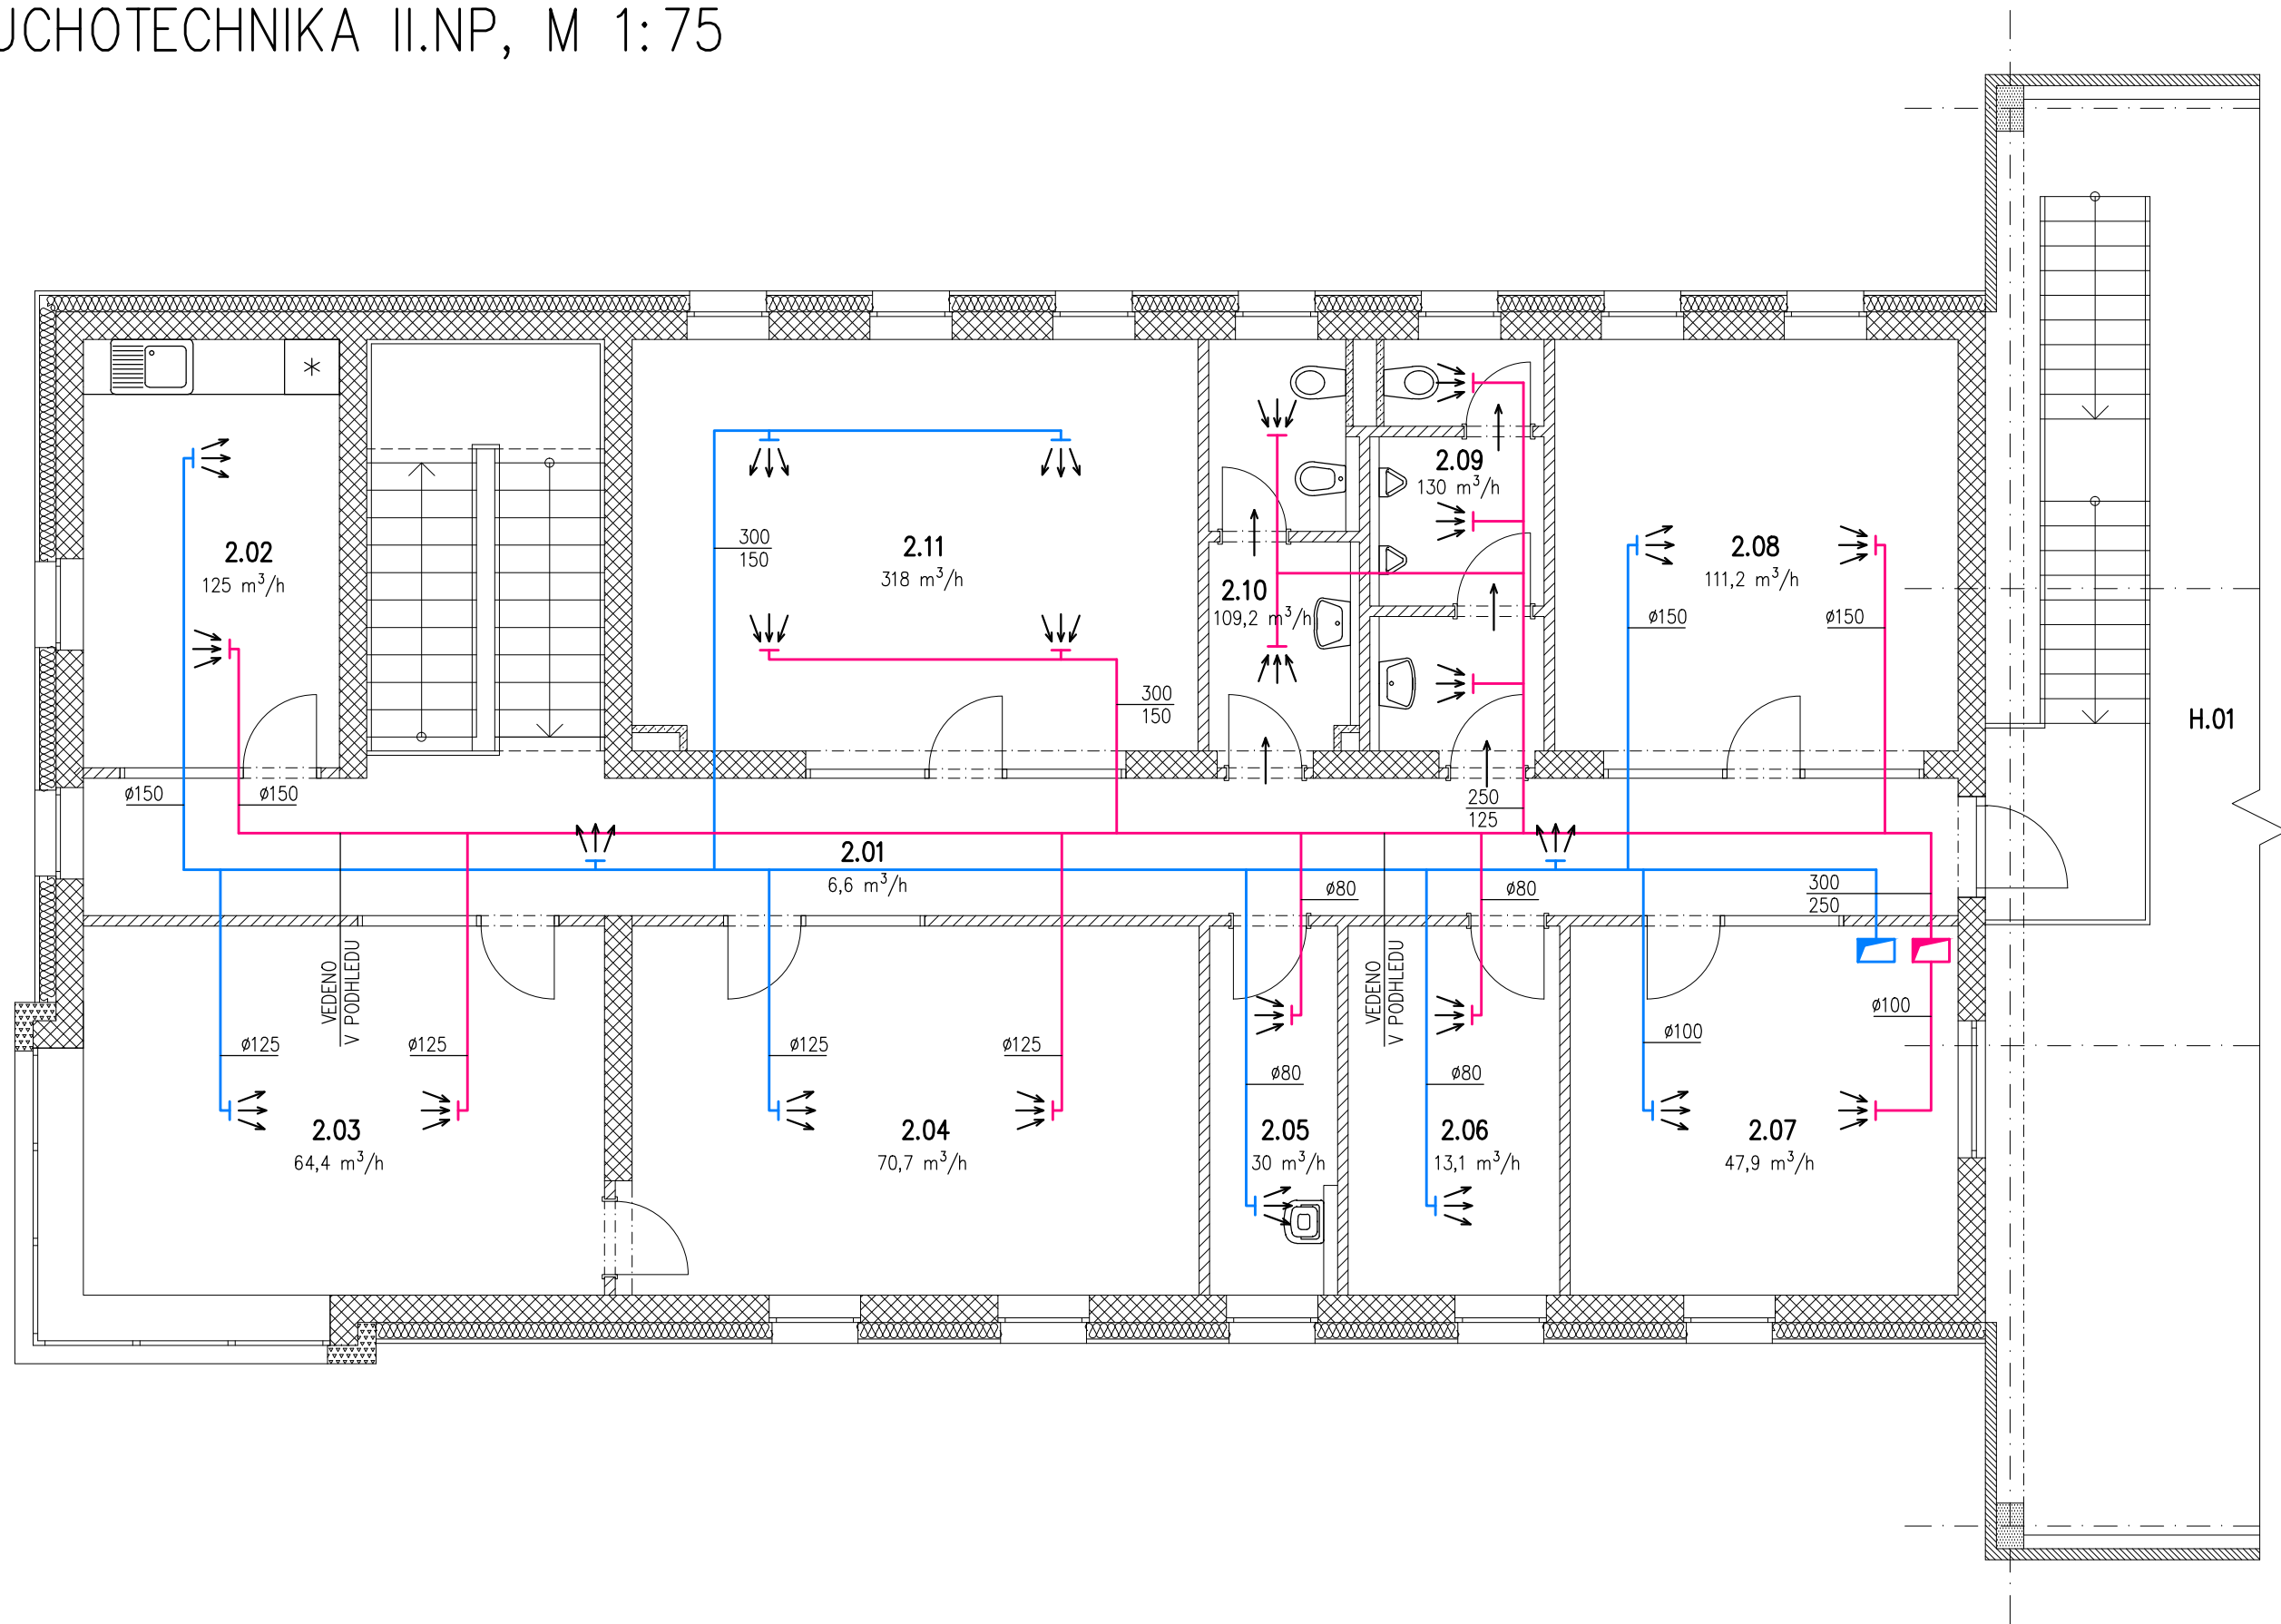 UCHOTECHNIKA II.NP, M 1:75
2.09
130 m³/h
300
150
2.11
318 m³/h
2.02
125 m³/h
2.08
111,2 m³/h
2.10
109,2 m³/h
ø150
ø150
300
150
H.01
ø150
ø150
250
125
2.01
6,6 m³/h
ø80
ø80
300
250
VEDENO
V PODHLEDU
VEDENO
V PODHLEDU
ø100
ø100
ø125
ø125
ø125
ø125
ø80
ø80
2.03
64,4 m³/h
2.04
70,7 m³/h
2.05
30 m³/h
2.06
13,1 m³/h
2.07
47,9 m³/h